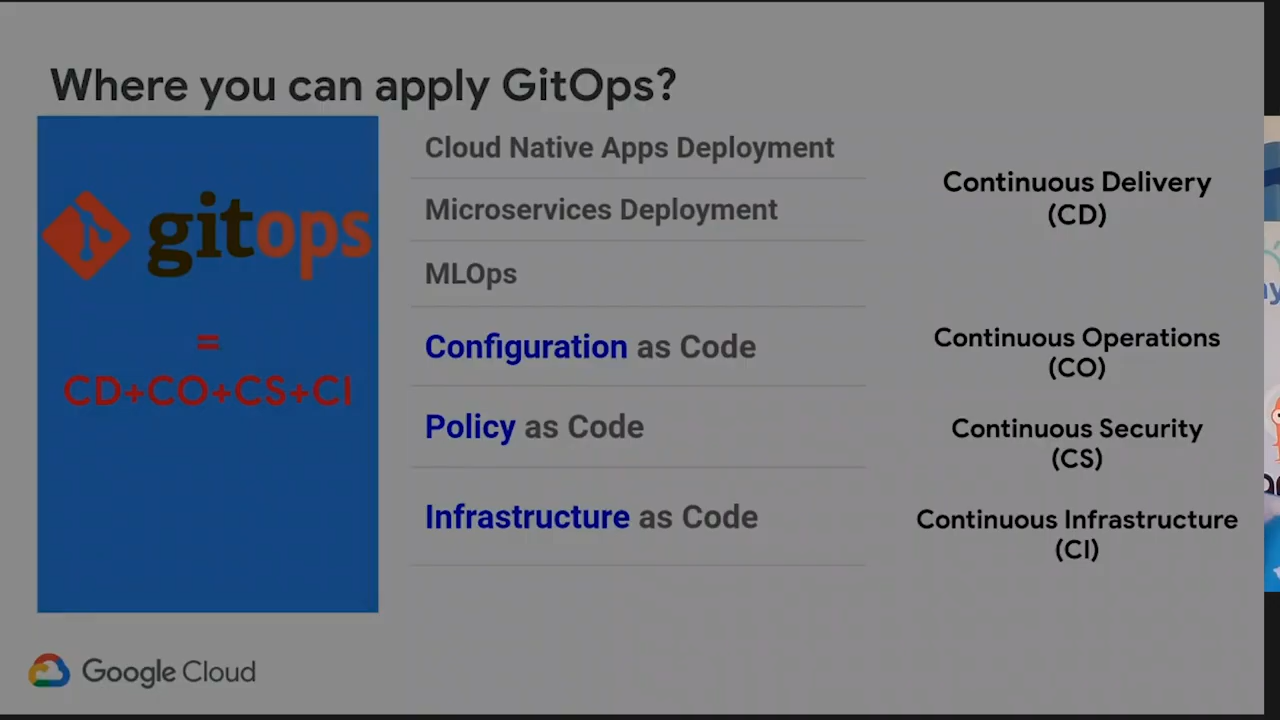 Where you can apply GitOps?
gitops
=
CD+CO+CS+CI
Cloud Native Apps Deployment
Microservices Deployment
MLOps
Configuration as Code
Policy as Code
Infrastructure as Code
Continuous Delivery
(CD)
Continuous Operations
(CO)
Continuous Security
(CS)
Continuous Infrastructure
(CI)
Google Cloud